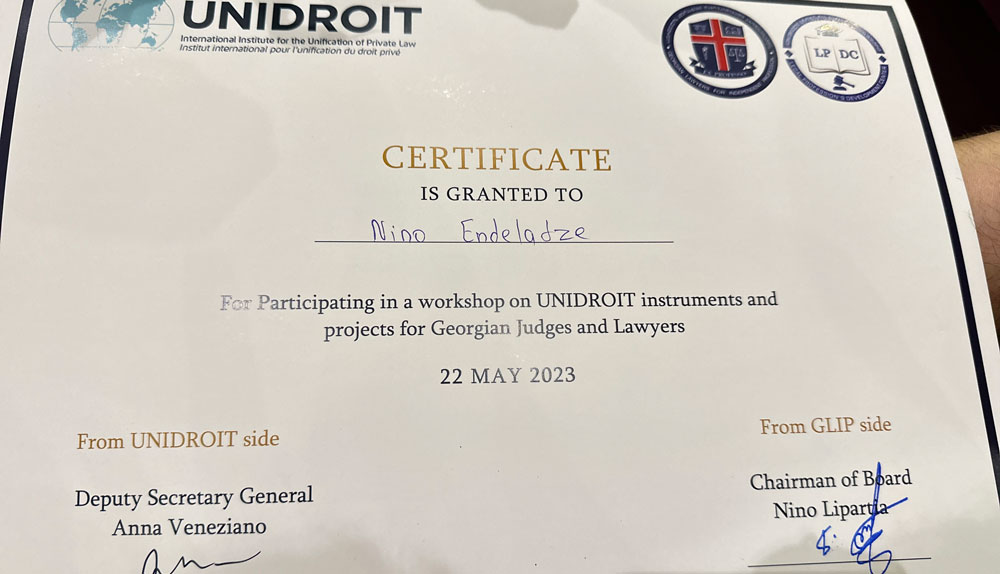 UNIDROIT
International Institute for the Unification of Private Law
Institut international pour l'unification du droit privé
LP DC
CERTIFICATE
IS GRANTED TO
Nino Endeladze
For Participating in a workshop on UNIDROIT instruments and
projects for Georgian Judges and Lawyers
22 MAY 2023
From UNIDROIT side
Deputy Secretary General
Anna Veneziano
From GLIP side
Chairman of Board
Nino Lipartia